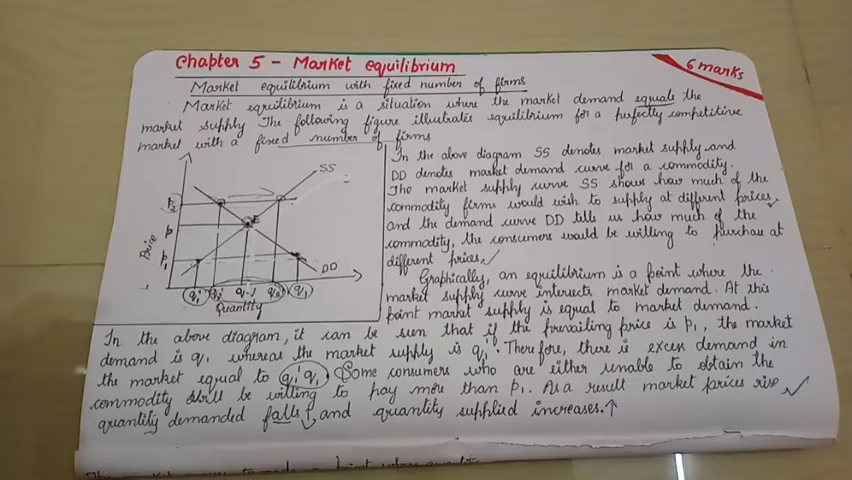 Chapter 5 - Market equilibrium
6 marks
Market equilibrium with fixed number of firms
Market equilibrium is a situation where the market demand equals the
market supply The following figure illustrates equilibrium for a perfectly competitive
market with a fixed number of firms
SS
P2
P
E
P1
Price
DD
q1' q2 q1
Quantity
In the above diagram SS denotes market supply and
DD denotes market demand curve for a commodity.
The market supply curve SS shows how much of the
commodity firms would wish to supply at different prices
and the demand curve DD tells us how much of the
commodity, the consumers would be willing to purchase at
different prices.
Graphically, an equilibrium is a point where the
market supply curve intersects market demand. At this
point market supply is equal to market demand.
In the above diagram, it can be seen that if the prevailing price is P1, the market
demand is q1 whereas the market supply is q1'. Therefore, there is excess demand in
the market equal to q1' q1. Some consumers who are either unable to obtain the
commodity will be willing to pay more than P1. As a result market prices rise
quantity demanded falls↓ and quantity supplied increases.↑